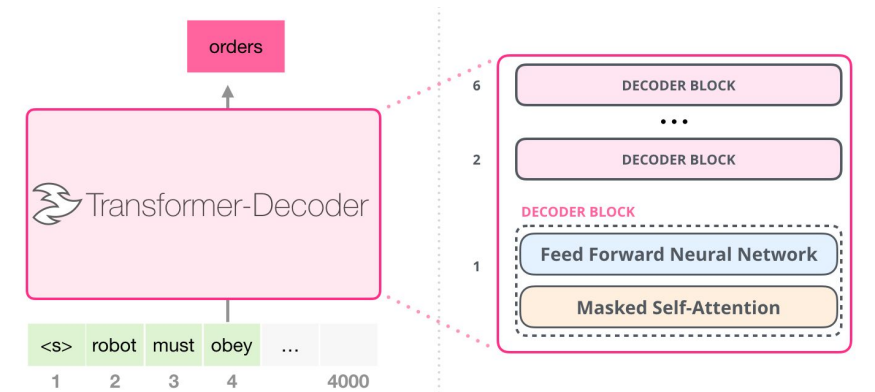 orders
Transformer-Decoder
<s> robot must obey ...
1 2 3 4 4000
6 DECODER BLOCK
...
2 DECODER BLOCK
DECODER BLOCK
1
Feed Forward Neural Network
Masked Self-Attention